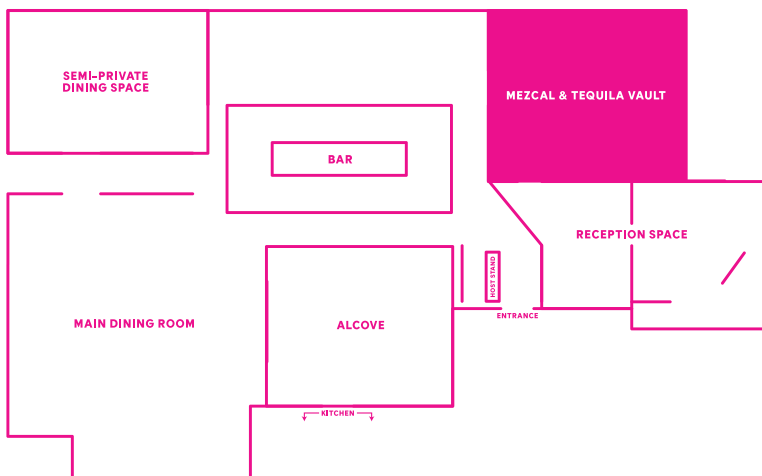 SEMI-PRIVATE
DINING SPACE
MEZCAL & TEQUILA VAULT
BAR
RECEPTION SPACE
HOST STAND
ENTRANCE
MAIN DINING ROOM
ALCOVE
KITCHEN